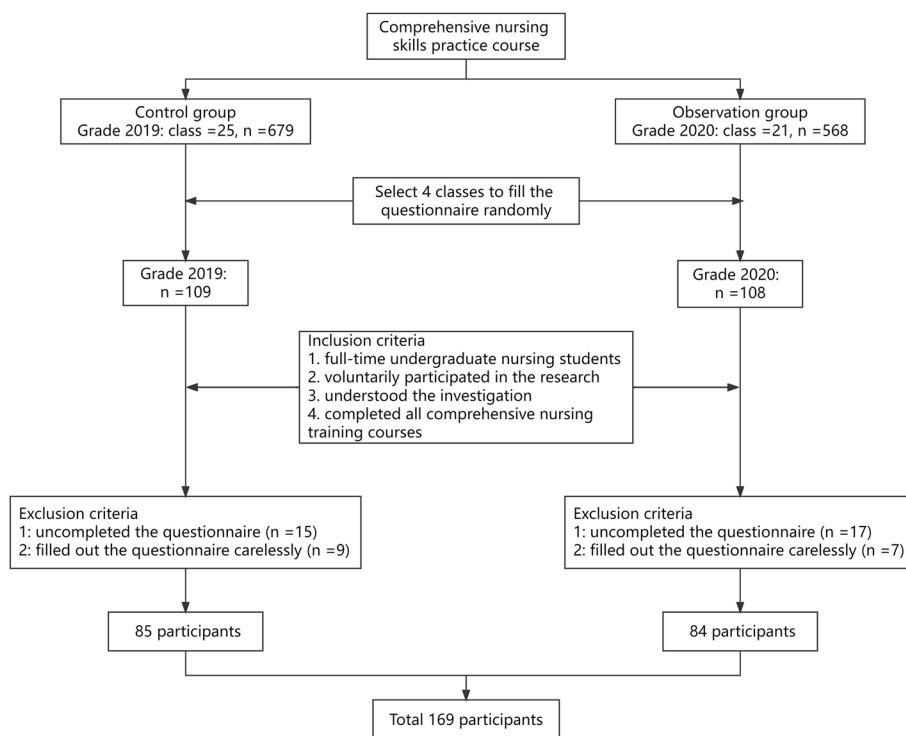 Comprehensive nursing
skills practice course
Control group
Grade 2019: class =25, n =679
Observation group
Grade 2020: class =21, n =568
Select 4 classes to fill the
questionnaire randomly
Grade 2019:
n =109
Grade 2020:
n =108
Inclusion criteria
1. full-time undergraduate nursing students
2. voluntarily participated in the research
3. understood the investigation
4. completed all comprehensive nursing
training courses
Exclusion criteria
1: uncompleted the questionnaire (n =15)
2: filled out the questionnaire carelessly (n =9)
Exclusion criteria
1: uncompleted the questionnaire (n =17)
2: filled out the questionnaire carelessly (n =7)
85 participants
84 participants
Total 169 participants